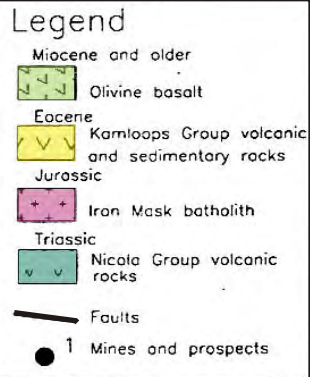 Legend
Miocene and older
Olivine basalt
Eocene
Kamloops Group volcanic
and sedimentary rocks
Jurassic
Iron Mask batholith
Triassic
Nicola Group volcanic
rocks
Faults
1 Mines and prospects